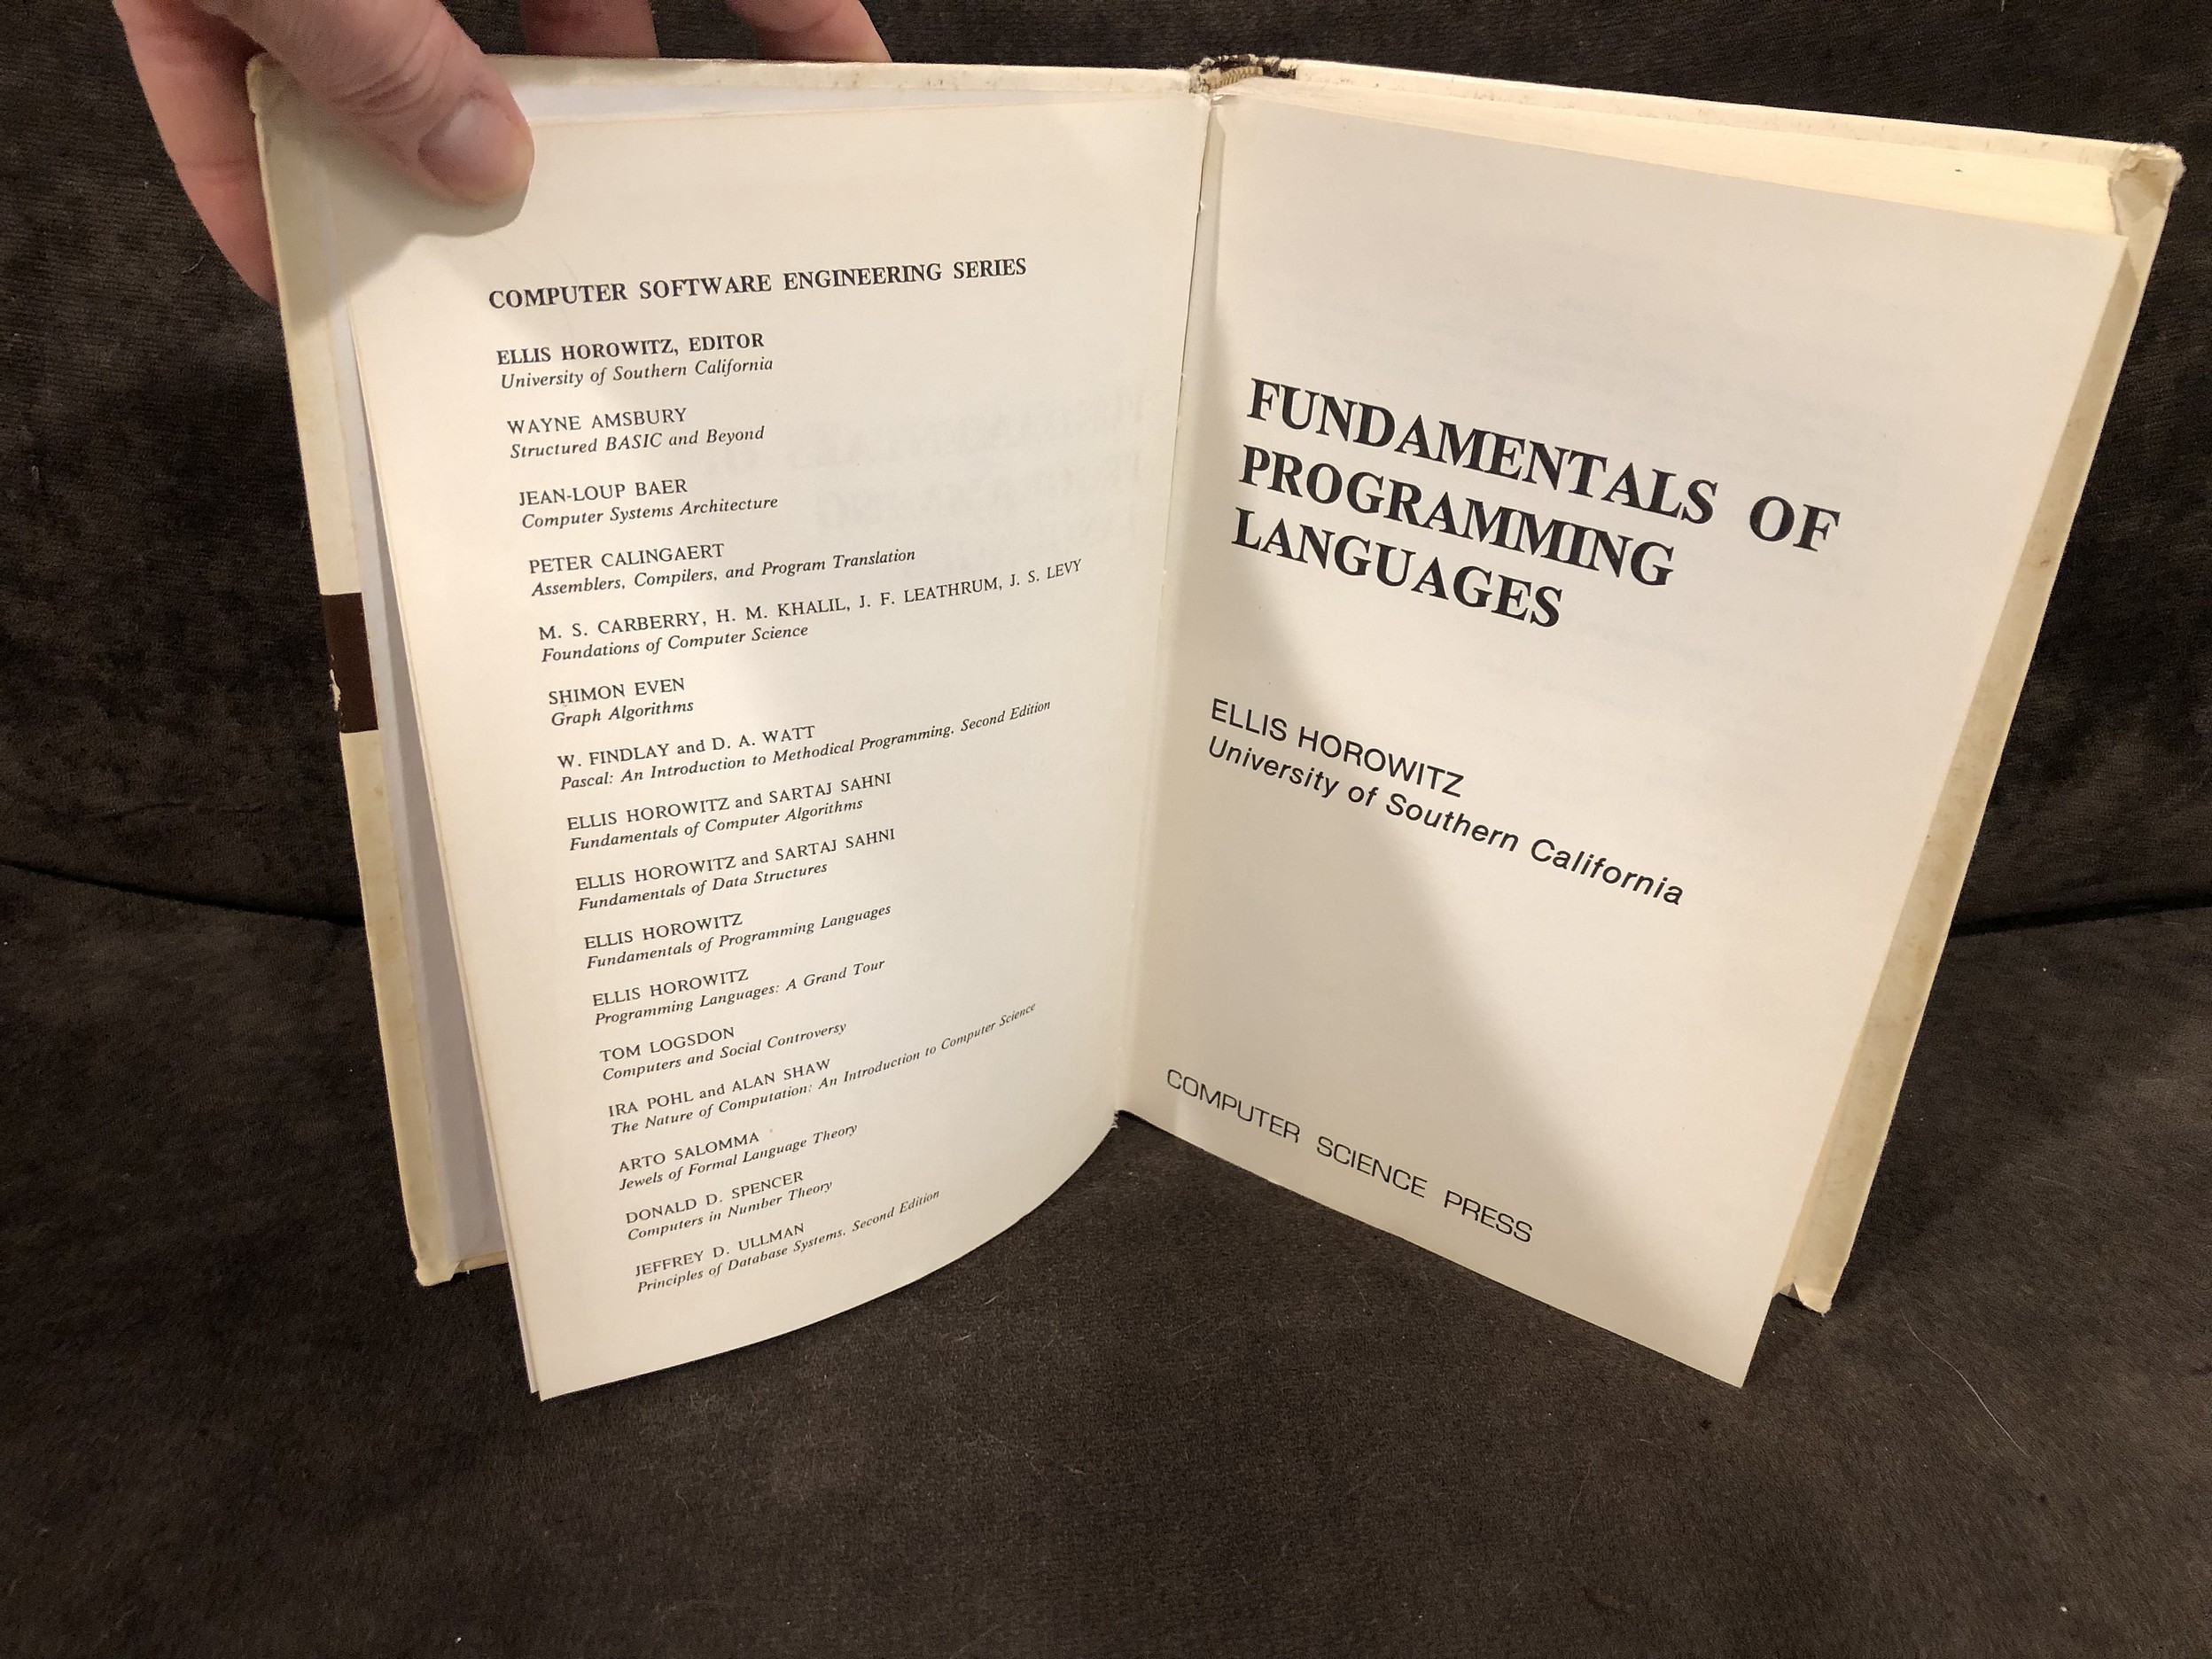 COMPUTER SOFTWARE ENGINEERING SERIES
ELLIS HOROWITZ, EDITOR
University of Southern California
WAYNE AMSBURY
Structured BASIC and Beyond
JEAN-LOUP BAER
Computer Systems Architecture
PETER CALINGAERT
Assemblers, Compilers, and Program Translation
M. S. CARBERRY, H. M. KHALIL, J. F. LEATHRUM, J. S. LEVY
Foundations of Computer Science
SHIMON EVEN
Graph Algorithms
W. FINDLAY and D. A. WATT
Pascal: An Introduction to Methodical Programming, Second Edition
ELLIS HOROWITZ and SARTAJ SAHNI
Fundamentals of Computer Algorithms
ELLIS HOROWITZ and SARTAJ SAHNI
Fundamentals of Data Structures
ELLIS HOROWITZ
Fundamentals of Programming Languages
ELLIS HOROWITZ
Programming Languages: A Grand Tour
TOM LOGSDON
Computers and Social Controversy
IRA POHL and ALAN SHAW
The Nature of Computation: An Introduction to Computer Science
ARTO SALOMMA
Jewels of Formal Language Theory
DONALD D. SPENCER
Computers in Number Theory
JEFFREY D. ULLMAN
Principles of Database Systems, Second Edition
FUNDAMENTALS OF
PROGRAMMING
LANGUAGES
ELLIS HOROWITZ
University of Southern California
COMPUTER SCIENCE PRESS